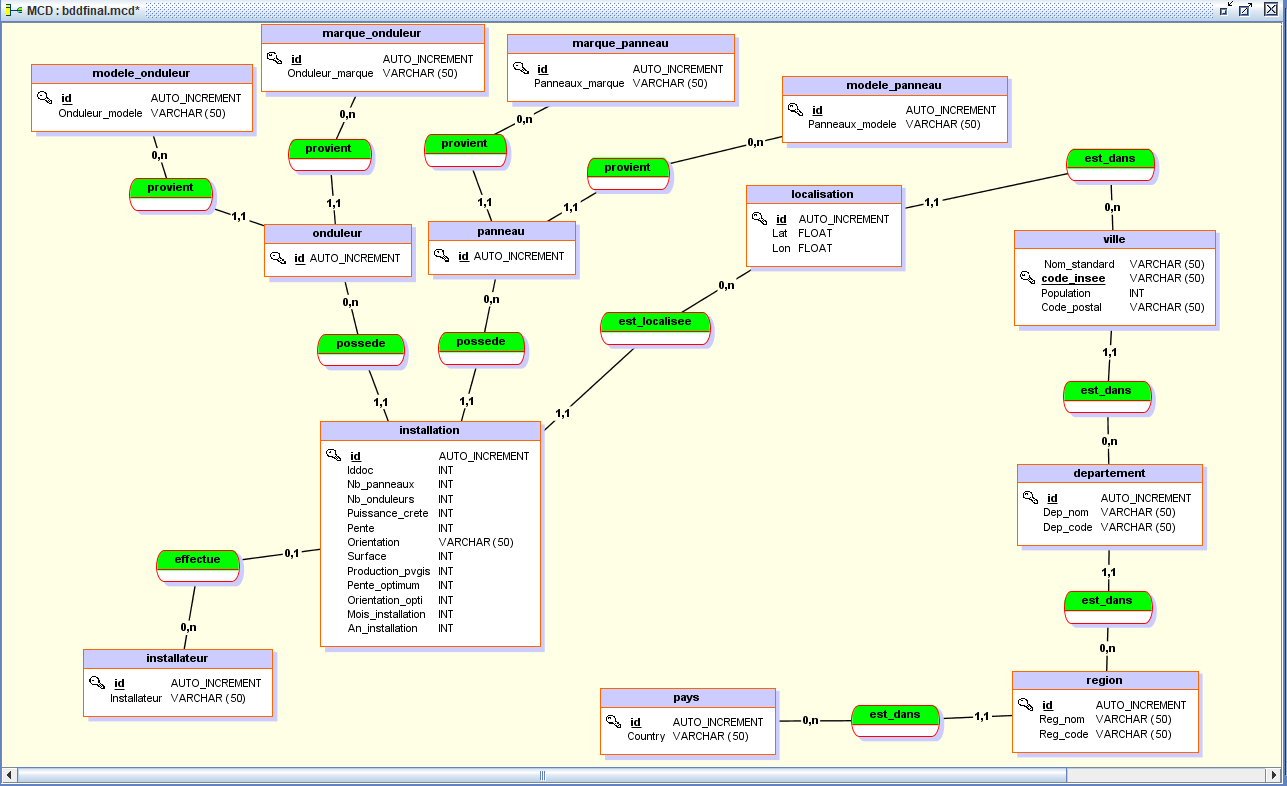 MCD : bddfinal.mcd*
marque_onduleur
id AUTO_INCREMENT
Onduleur_marque VARCHAR (50)
marque_panneau
id AUTO_INCREMENT
Panneaux_marque VARCHAR (50)
modele_onduleur
id AUTO_INCREMENT
Onduleur_modele VARCHAR (50)
modele_panneau
id AUTO_INCREMENT
Panneaux_modele VARCHAR (50)
0,n
0,n
0,n
0,n
provient
provient
provient
provient
est_dans
1,1
1,1
1,1
1,1
1,1
0,n
localisation
id AUTO_INCREMENT
Lat FLOAT
Lon FLOAT
onduleur
id AUTO_INCREMENT
panneau
id AUTO_INCREMENT
ville
Nom_standard VARCHAR (50)
code_insee VARCHAR (50)
Population INT
Code_postal VARCHAR (50)
0,n
0,n
0,n
possede
possede
est_localisee
1,1
1,1
1,1
1,1
est_dans
0,n
installation
id AUTO_INCREMENT
Iddoc INT
Nb_panneaux INT
Nb_onduleurs INT
Puissance_crete INT
Pente INT
Orientation VARCHAR (50)
Surface INT
Production_pvgis INT
Pente_optimum INT
Orientation_opti INT
Mois_installation INT
An_installation INT
departement
id AUTO_INCREMENT
Dep_nom VARCHAR (50)
Dep_code VARCHAR (50)
effectue
0,1
0,n
1,1
est_dans
0,n
installateur
id AUTO_INCREMENT
Installateur VARCHAR (50)
region
id AUTO_INCREMENT
Reg_nom VARCHAR (50)
Reg_code VARCHAR (50)
pays
id AUTO_INCREMENT
Country VARCHAR (50)
0,n
est_dans
1,1